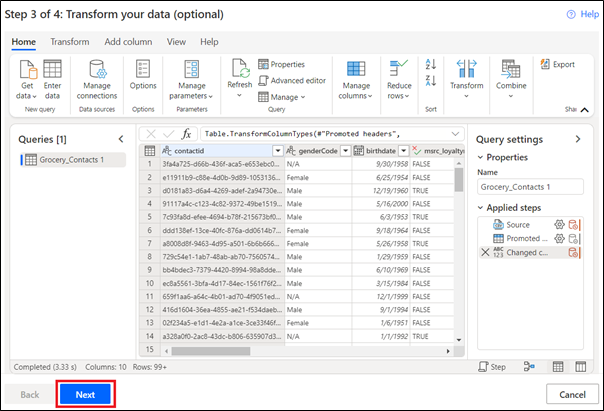 Step 3 of 4: Transform your data (optional)
Help
Home Transform Add column View Help
Get data
Enter data
New query
Manage connections
Data sources
Options
Options
Manage parameters
Parameters
Refresh
Properties
Advanced editor
Manage
Query
Manage columns
Reduce rows
Sort
Transform
Combine
Export
Shar
Queries [1]
Grocery_Contacts 1
fx Table.TransformColumnTypes(#"Promoted headers",
contactid genderCode birthdate msrc_loyaltyr
1 3fa4a725-d66b-436f-aca5-e653ebc0... N/A 9/30/1958 FALSE
2 e11911b9-c88e-4d0b-9d89-1053136... Female 6/25/1954 FALSE
3 d0181a83-d6a4-4269-adef-2a94730e... Male 12/19/1960 TRUE
4 91117a4c-c123-4c82-9372-49be1519... Male 5/16/2000 FALSE
5 7c93fa8d-efee-4694-b78f-215673bf0... Male 6/3/1953 TRUE
6 ddd138ef-13ce-40fc-876a-dd0614b7... Female 9/18/1964 FALSE
7 a8008d8f-9463-4d95-a501-6b6b666... Female 5/26/1958 TRUE
8 729c54e1-1ab7-48ab-ab70-7560574... Male 1/29/1959 FALSE
9 bb4bdec3-7379-4420-8994-98a8dde... Male 6/10/1969 FALSE
10 ec8a5561-3bfa-4d17-84ec-1561f76f2... Male 3/15/1984 FALSE
11 659f1aa6-a64c-4b01-ad70-4f9051ed... N/A 12/1/1999 FALSE
12 416d1604-36ea-4855-ae21-f534daeb... Male 9/1/1994 FALSE
13 02f234a5-e1d1-4e2a-a1ce-3ce33f46f... Female 1/6/1951 FALSE
14 a328a0f0-2ac8-43dc-b806-635907d3... N/A 1/1/1992 TRUE
15
Query settings
Properties
Name
Grocery_Contacts 1
Applied steps
Source
Promoted ...
ABC 123 Changed c...
Completed (3.33 s) Columns: 10 Rows: 99+
Step
Back Next Cancel